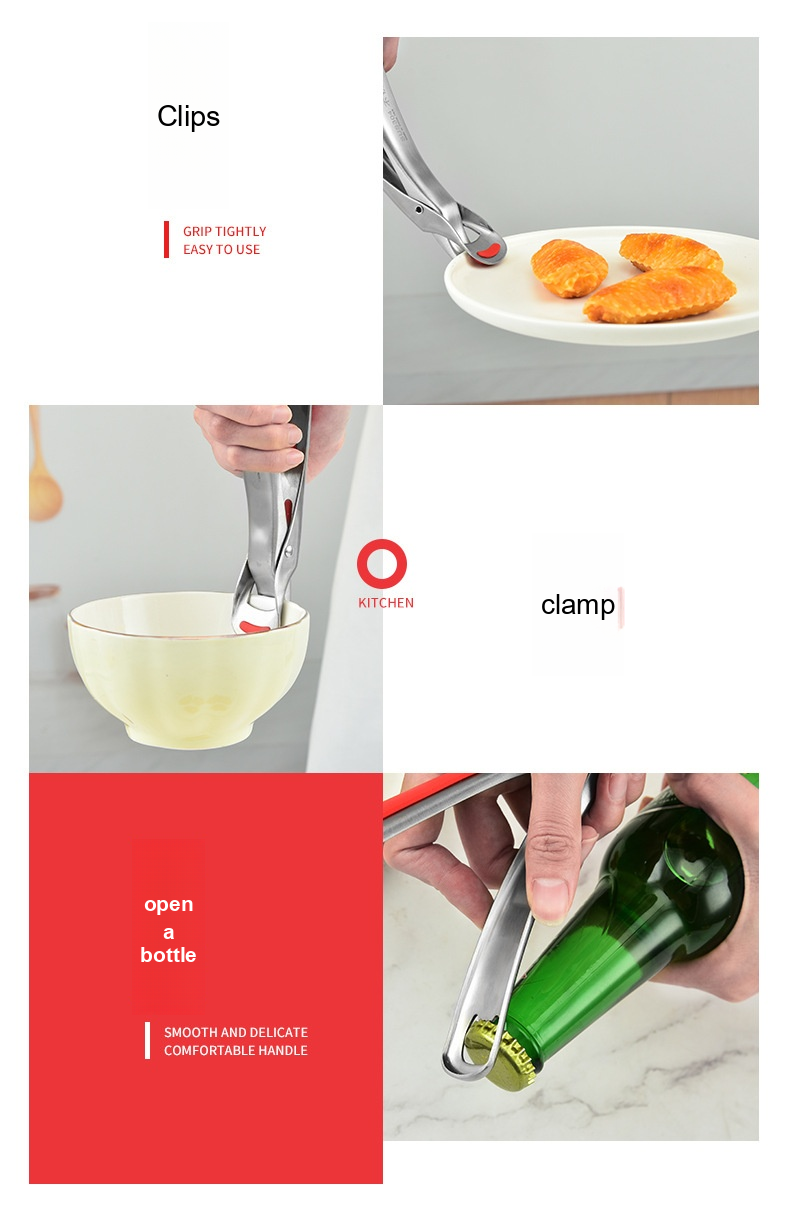 Clips
GRIP TIGHTLY
EASY TO USE
KITCHEN
clamp
open
a
bottle
SMOOTH AND DELICATE
COMFORTABLE HANDLE